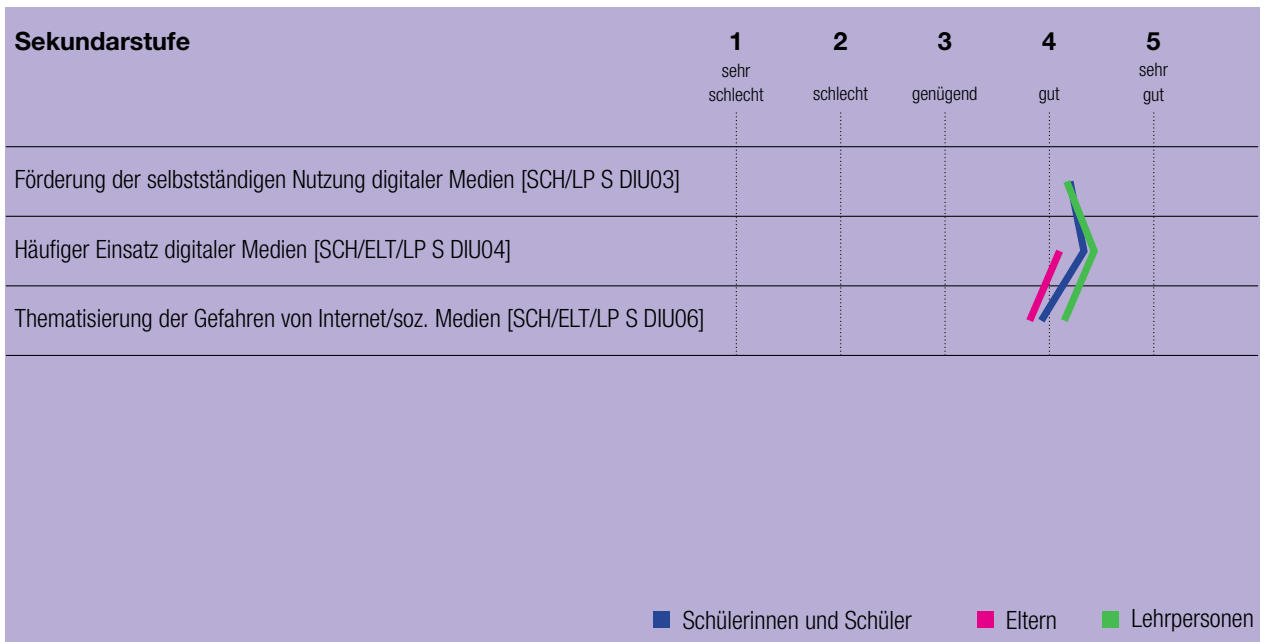 Sekundarstufe
1 2 3 4 5
sehr schlecht schlecht genügend gut sehr gut
Förderung der selbstständigen Nutzung digitaler Medien [SCH/LP S DIU03]
Häufiger Einsatz digitaler Medien [SCH/ELT/LP S DIU04]
Thematisierung der Gefahren von Internet/soz. Medien [SCH/ELT/LP S DIU06]
Schülerinnen und Schüler Eltern Lehrpersonen